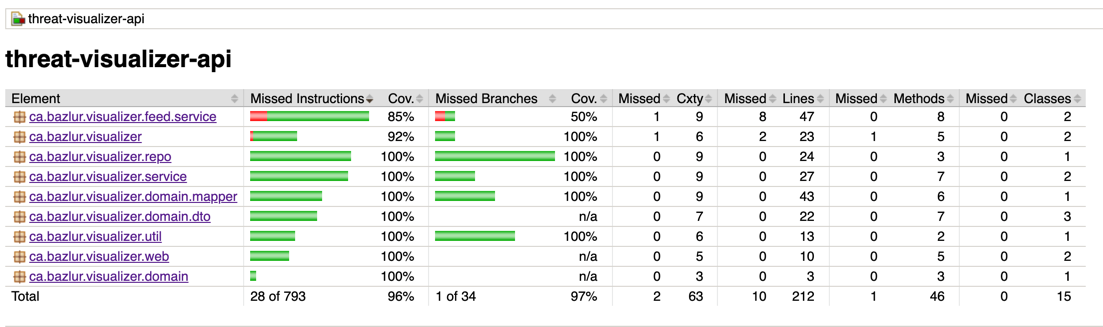 threat-visualizer-api
threat-visualizer-api
Element Missed Instructions Cov. Missed Branches Cov. Missed Cxty Missed Lines Missed Methods Missed Classes
ca.bazlur.visualizer.feed.service 85% 50% 1 9 8 47 0 8 0 2
ca.bazlur.visualizer 92% 100% 1 6 2 23 1 5 0 2
ca.bazlur.visualizer.repo 100% 100% 0 9 0 24 0 3 0 1
ca.bazlur.visualizer.service 100% 100% 0 9 0 27 0 7 0 2
ca.bazlur.visualizer.domain.mapper 100% 100% 0 9 0 43 0 6 0 1
ca.bazlur.visualizer.domain.dto 100% n/a 0 7 0 22 0 7 0 3
ca.bazlur.visualizer.util 100% 100% 0 6 0 13 0 2 0 1
ca.bazlur.visualizer.web 100% n/a 0 5 0 10 0 5 0 2
ca.bazlur.visualizer.domain 100% n/a 0 3 0 3 0 3 0 1
Total 28 of 793 96% 1 of 34 97% 2 63 10 212 1 46 0 15